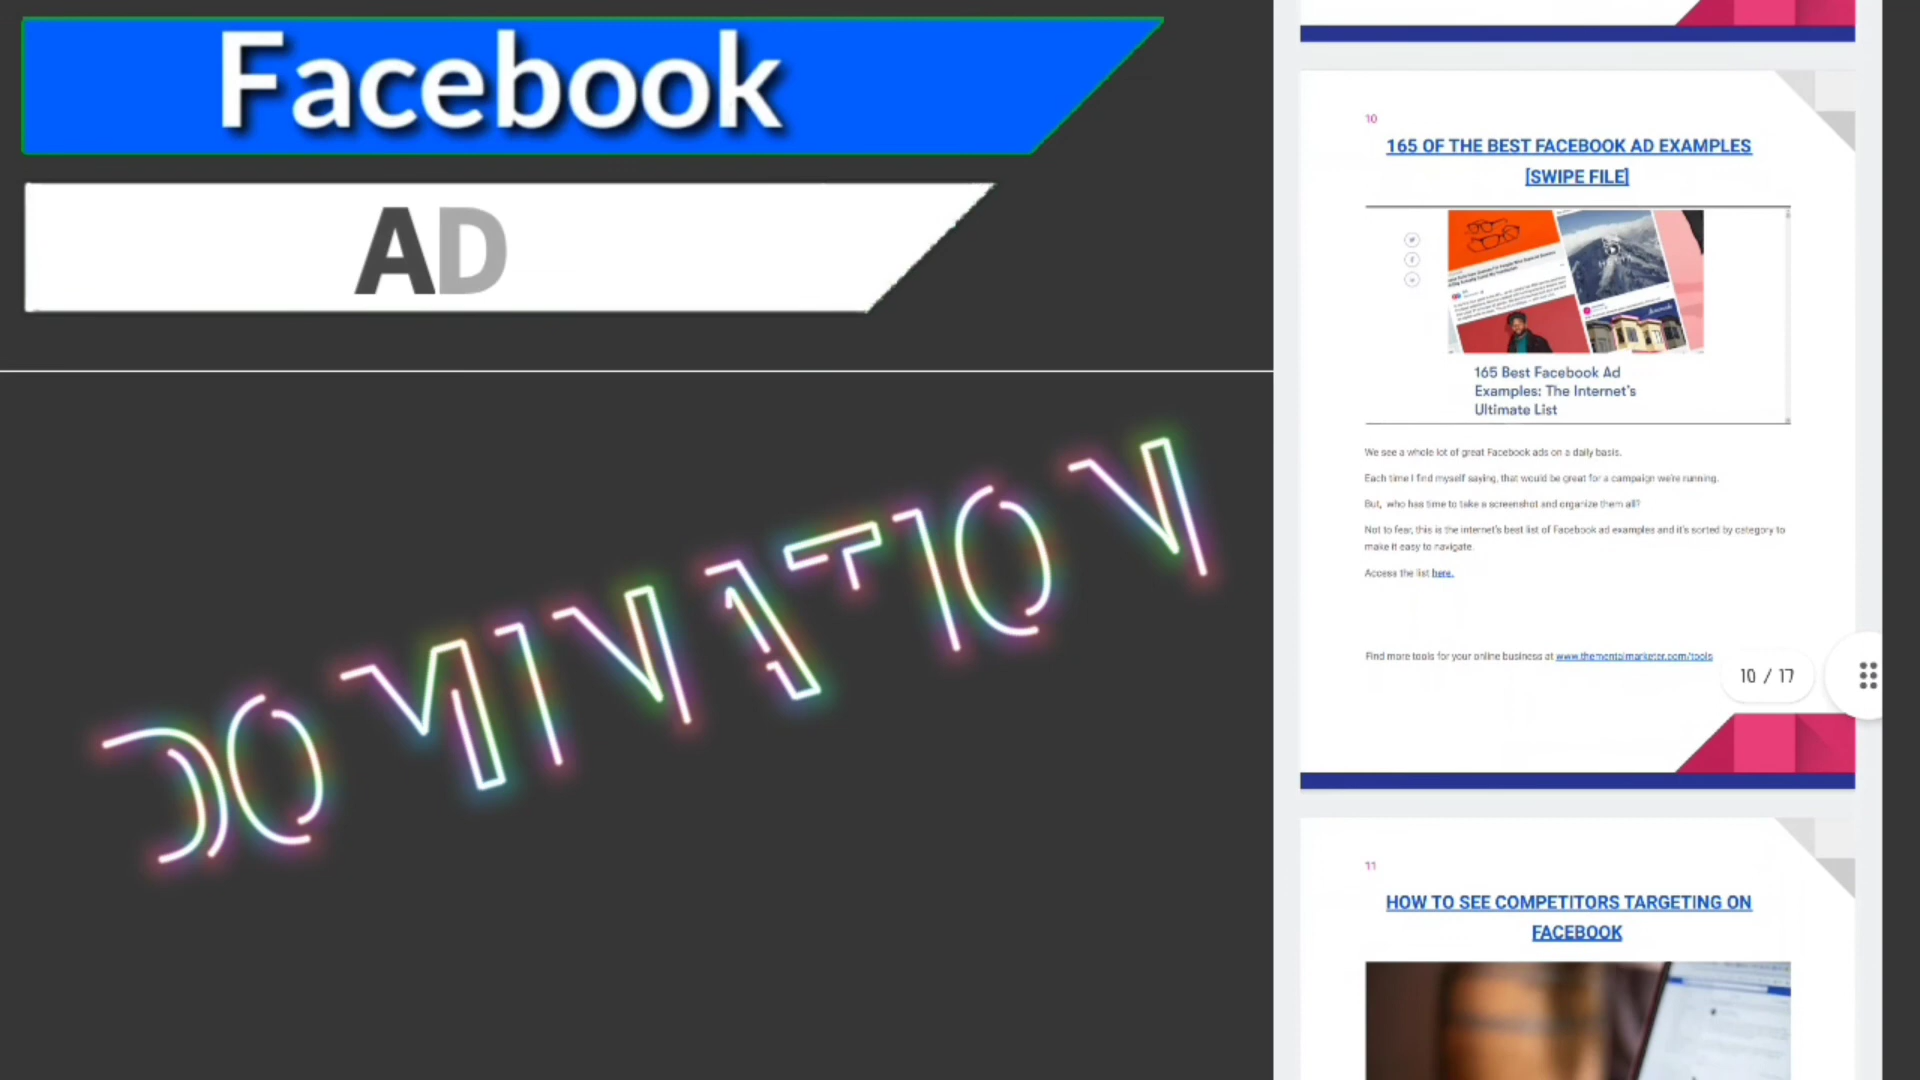 Facebook
AD
DOMINATION
10
165 OF THE BEST FACEBOOK AD EXAMPLES
[SWIPE FILE]
165 Best Facebook Ad
Examples: The Internet's
Ultimate List
We see a whole lot of great Facebook ads on a daily basis.
Each time I find myself saying, that would be great for a campaign we're running.
But, who has time to take a screenshot and organize them all?
Not to fear, this is the internet's best list of Facebook ad examples and it's sorted by category to
make it easy to navigate.
Access the list here.
Find more tools for your online business at www.thementalmarketer.com/tools
10 / 17
11
HOW TO SEE COMPETITORS TARGETING ON
FACEBOOK